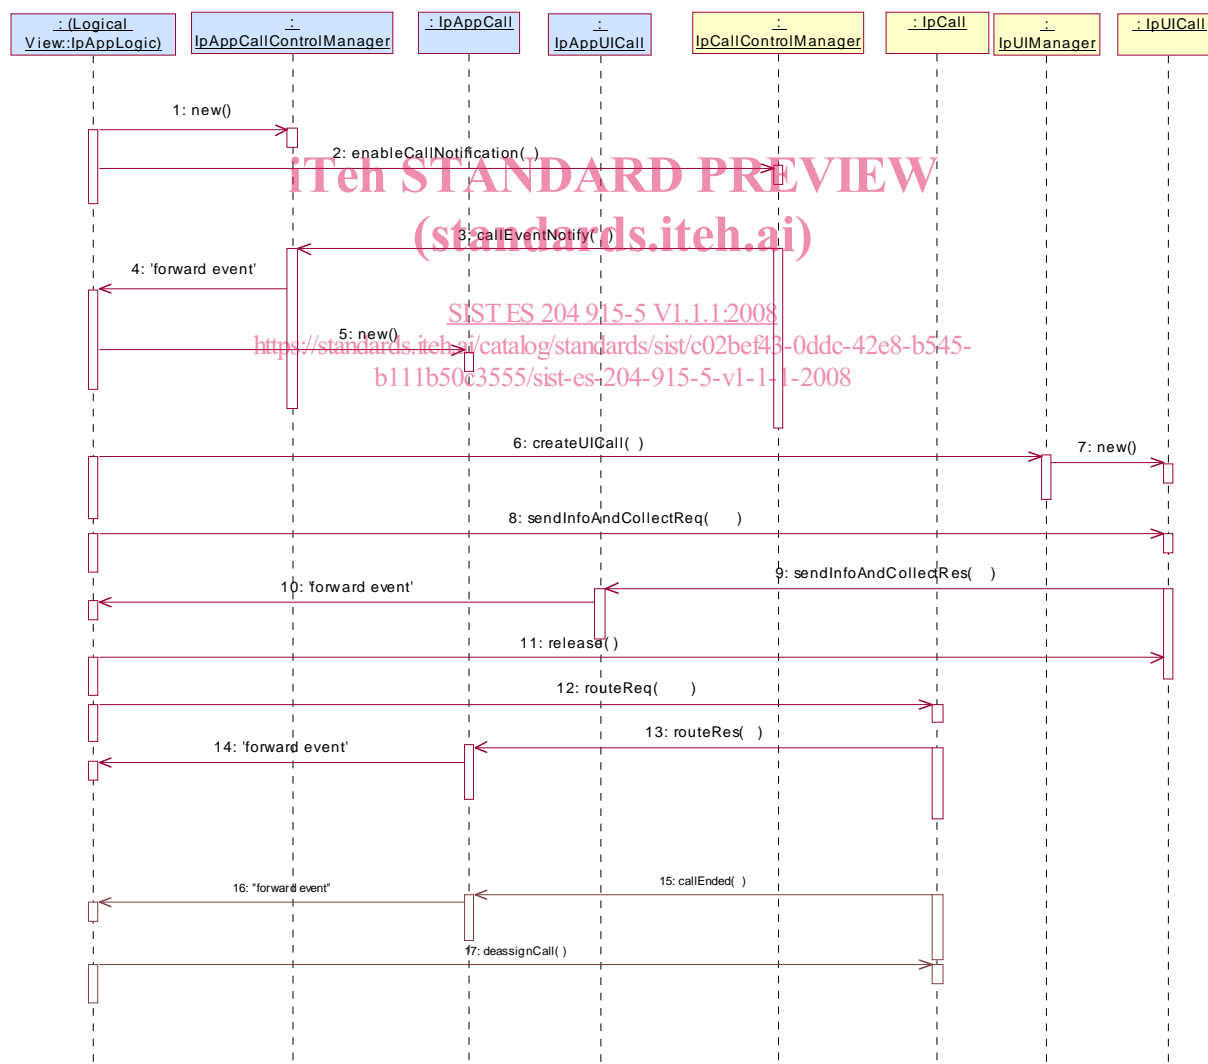 : (Logical
View::IpAppLogic)
:
IpAppCallControlManager
: IpAppCall
:
IpAppUICall
:
IpCallControlManager
: IpCall
:
IpUIManager
: IpUICall
1: new()
2: enableCallNotification( )
iTeh STANDARD PREVIEW
(standards.iteh.ai)
3: callEventNotify( )
4: 'forward event'
SIST ES 204 915-5 V1.1.1:2008
5: new()
https://standards.iteh.ai/catalog/standards/sist/c02bef43-0ddc-42e8-b545-
b111b50c3555/sist-es-204-915-5-v1-1-1-2008
6: createUICall( )
7: new()
8: sendInfoAndCollectReq( )
9: sendInfoAndCollectRes( )
10: 'forward event'
11: release( )
12: routeReq( )
13: routeRes( )
14: 'forward event'
15: callEnded( )
16: "forward event"
17: deassignCall( )